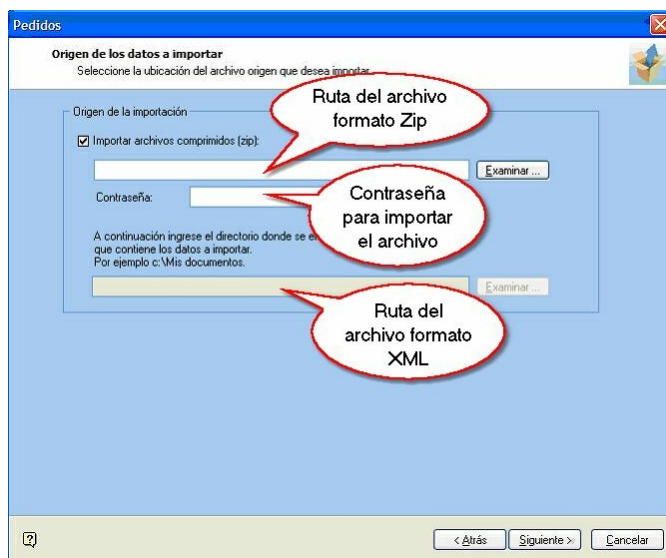 Pedidos
Origen de los datos a importar
Seleccione la ubicación del archivo origen que desea importar.
Ruta del archivo
formato Zip
Origen de la importación
Importar archivos comprimidos (zip):
Examinar ...
Contraseña:
Contraseña
para importar
el archivo
A continuación ingrese el directorio donde se
que contiene los datos a importar.
Por ejemplo c:\Mis documentos.
Examinar ...
Ruta del
archivo formato
XML
< Atrás
Siguiente >
Cancelar